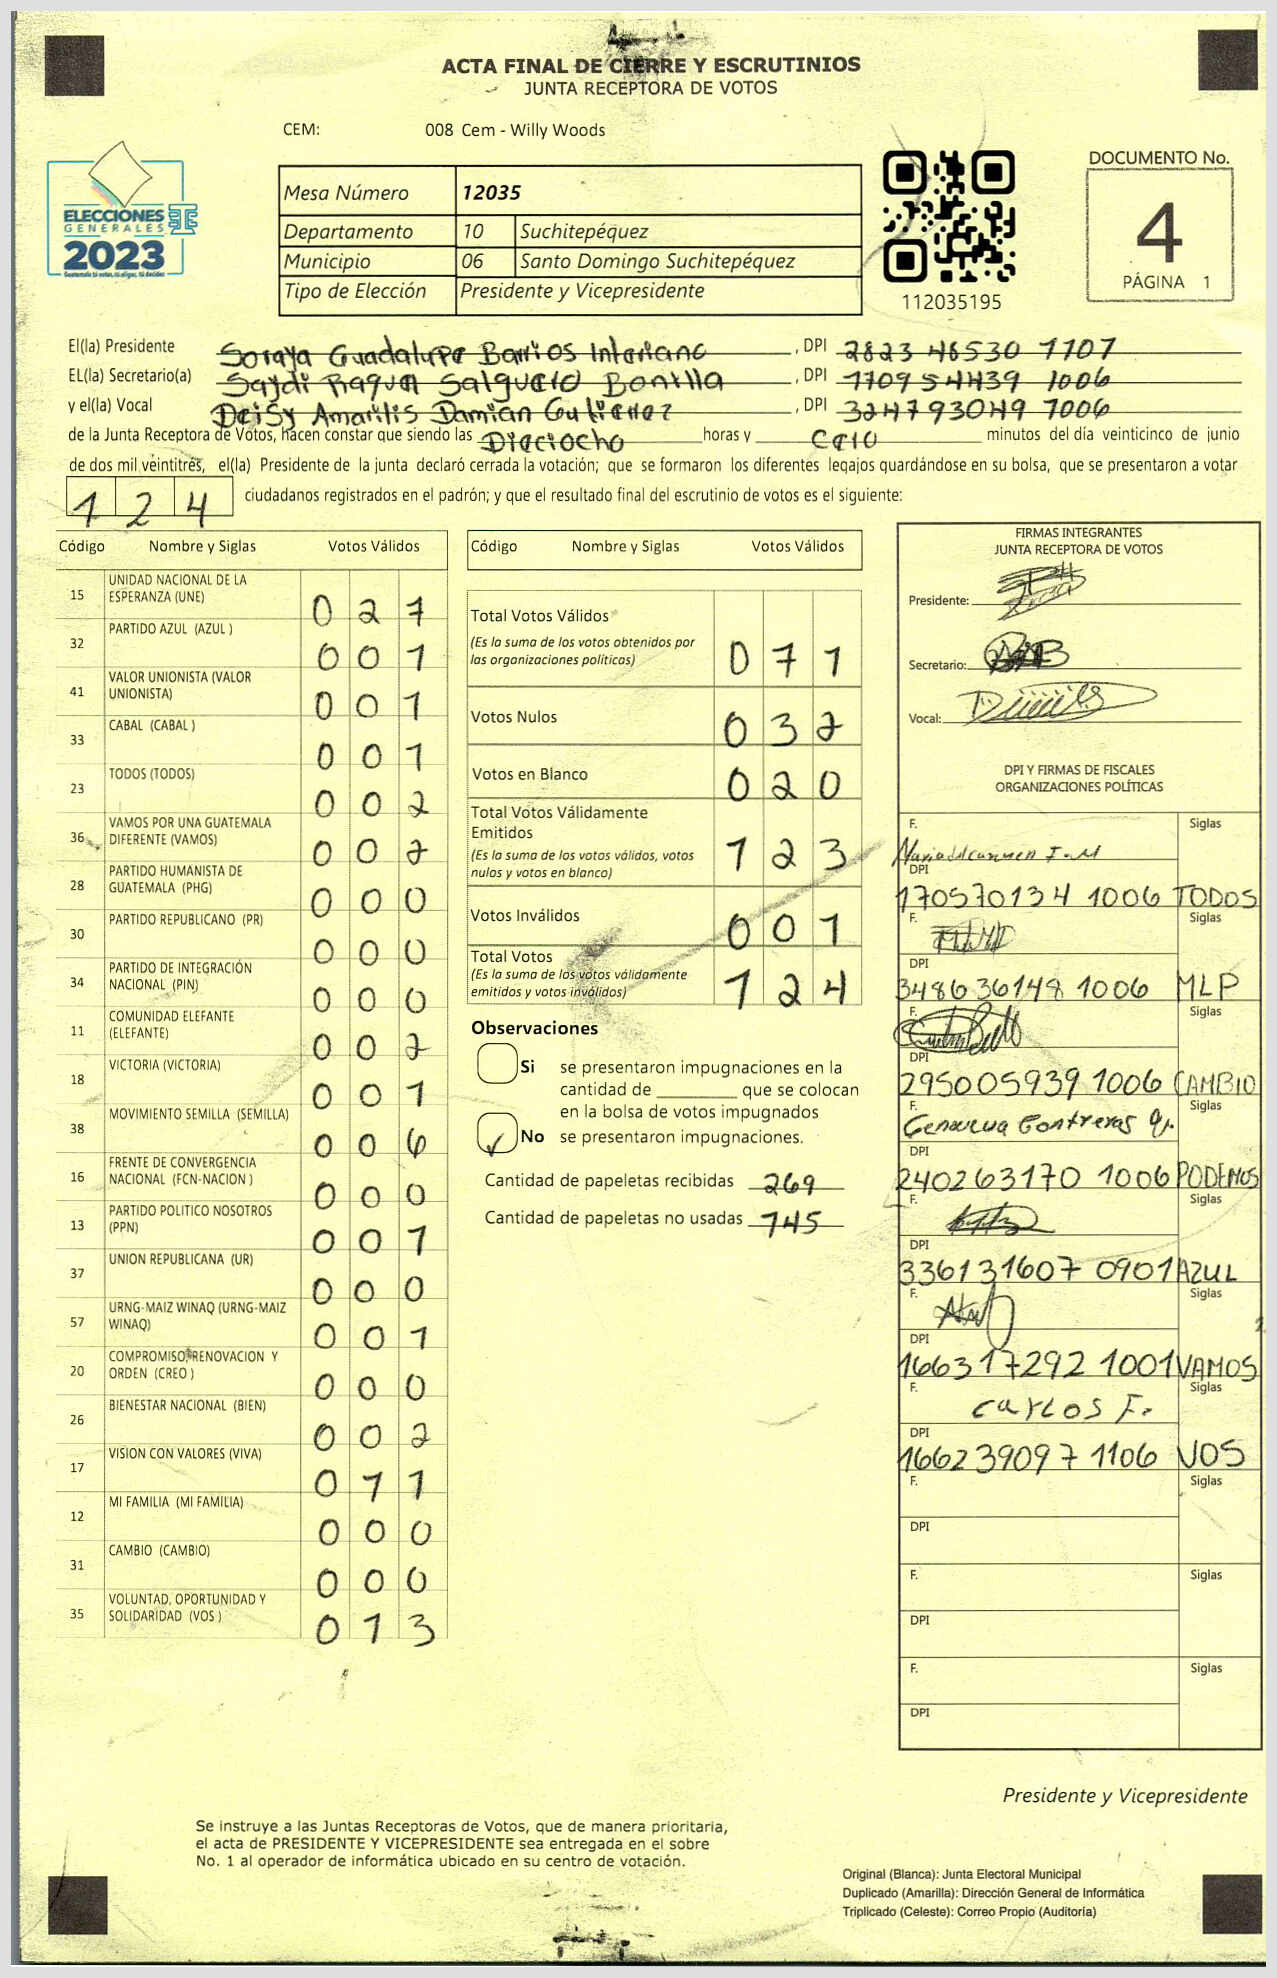 ACTA FINAL DE CIERRE Y ESCRUTINIOS
JUNTA RECEPTORA DE VOTOS
CEM: 008 Cem - Willy Woods
ELECCIONES
GENERALES
2023
Mesa Número 12035
Departamento 10 Suchitepéquez
Municipio 06 Santo Domingo Suchitepéquez
Tipo de Elección Presidente y Vicepresidente
112035195
DOCUMENTO No.
4
PÁGINA 1
El(la) Presidente Soraya Guadalupe Barrios Interiano, DPI 2823 46530 1107
EL(la) Secretario(a) Saydi Raquel Salguero Bonilla, DPI 1709 54439 1006
y el(la) Vocal Deisy Amarilis Damian Gutierrez, DPI 324793049 1006
de la Junta Receptora de Votos, hacen constar que siendo las Dieciocho horas y Cero minutos del día veinticinco de junio
de dos mil veintitrés, el(la) Presidente de la junta declaró cerrada la votación; que se formaron los diferentes legajos guardándose en su bolsa, que se presentaron a votar
1 2 4 ciudadanos registrados en el padrón; y que el resultado final del escrutinio de votos es el siguiente:
Código Nombre y Siglas Votos Válidos
15 UNIDAD NACIONAL DE LA ESPERANZA (UNE) 0 2 7
32 PARTIDO AZUL (AZUL ) 0 0 1
41 VALOR UNIONISTA (VALOR UNIONISTA) 0 0 1
33 CABAL (CABAL ) 0 0 1
23 TODOS (TODOS) 0 0 2
36 VAMOS POR UNA GUATEMALA DIFERENTE (VAMOS) 0 0 2
28 PARTIDO HUMANISTA DE GUATEMALA (PHG) 0 0 0
30 PARTIDO REPUBLICANO (PR) 0 0 0
34 PARTIDO DE INTEGRACIÓN NACIONAL (PIN) 0 0 0
11 COMUNIDAD ELEFANTE (ELEFANTE) 0 0 2
18 VICTORIA (VICTORIA) 0 0 1
38 MOVIMIENTO SEMILLA (SEMILLA) 0 0 6
16 FRENTE DE CONVERGENCIA NACIONAL (FCN-NACION ) 0 0 0
13 PARTIDO POLITICO NOSOTROS (PPN) 0 0 1
37 UNION REPUBLICANA (UR) 0 0 0
57 URNG-MAIZ WINAQ (URNG-MAIZ WINAQ) 0 0 1
20 COMPROMISO, RENOVACION Y ORDEN (CREO ) 0 0 0
26 BIENESTAR NACIONAL (BIEN) 0 0 2
17 VISION CON VALORES (VIVA) 0 1 1
12 MI FAMILIA (MI FAMILIA) 0 0 0
31 CAMBIO (CAMBIO) 0 0 0
35 VOLUNTAD, OPORTUNIDAD Y SOLIDARIDAD (VOS ) 0 1 3
Código Nombre y Siglas Votos Válidos
Total Votos Válidos
(Es la suma de los votos obtenidos por
las organizaciones políticas) 0 7 1
Votos Nulos 0 3 2
Votos en Blanco 0 2 0
Total Votos Válidamente
Emitidos
(Es la suma de los votos válidos, votos
nulos y votos en blanco) 1 2 3
Votos Inválidos 0 0 1
Total Votos
(Es la suma de los votos válidamente
emitidos y votos inválidos) 1 2 4
Observaciones
Si se presentaron impugnaciones en la
cantidad de ________ que se colocan
en la bolsa de votos impugnados
No se presentaron impugnaciones.
Cantidad de papeletas recibidas 269
Cantidad de papeletas no usadas 145
FIRMAS INTEGRANTES
JUNTA RECEPTORA DE VOTOS
Presidente:
Secretario:
Vocal:
DPI Y FIRMAS DE FISCALES
ORGANIZACIONES POLÍTICAS
F. Siglas
Maria del carmen I. M
DPI
170570134 1006 TODOS
F. Siglas
DPI
348636148 1006 MLP
F. Siglas
DPI
295005939 1006 CAMBIO
F. Siglas
Contreras
DPI
240263170 1006 PODEMOS
F. Siglas
DPI
336131607 0901 AZUL
F. Siglas
DPI
166317292 1001 VAMOS
F. Siglas
CARLOS F.
DPI
166239097 1106 VOS
F. Siglas
DPI
F. Siglas
DPI
F. Siglas
DPI
Presidente y Vicepresidente
Se instruye a las Juntas Receptoras de Votos, que de manera prioritaria,
el acta de PRESIDENTE Y VICEPRESIDENTE sea entregada en el sobre
No. 1 al operador de informática ubicado en su centro de votación.
Original (Blanca): Junta Electoral Municipal
Duplicado (Amarilla): Dirección General de Informática
Triplicado (Celeste): Correo Propio (Auditoría)